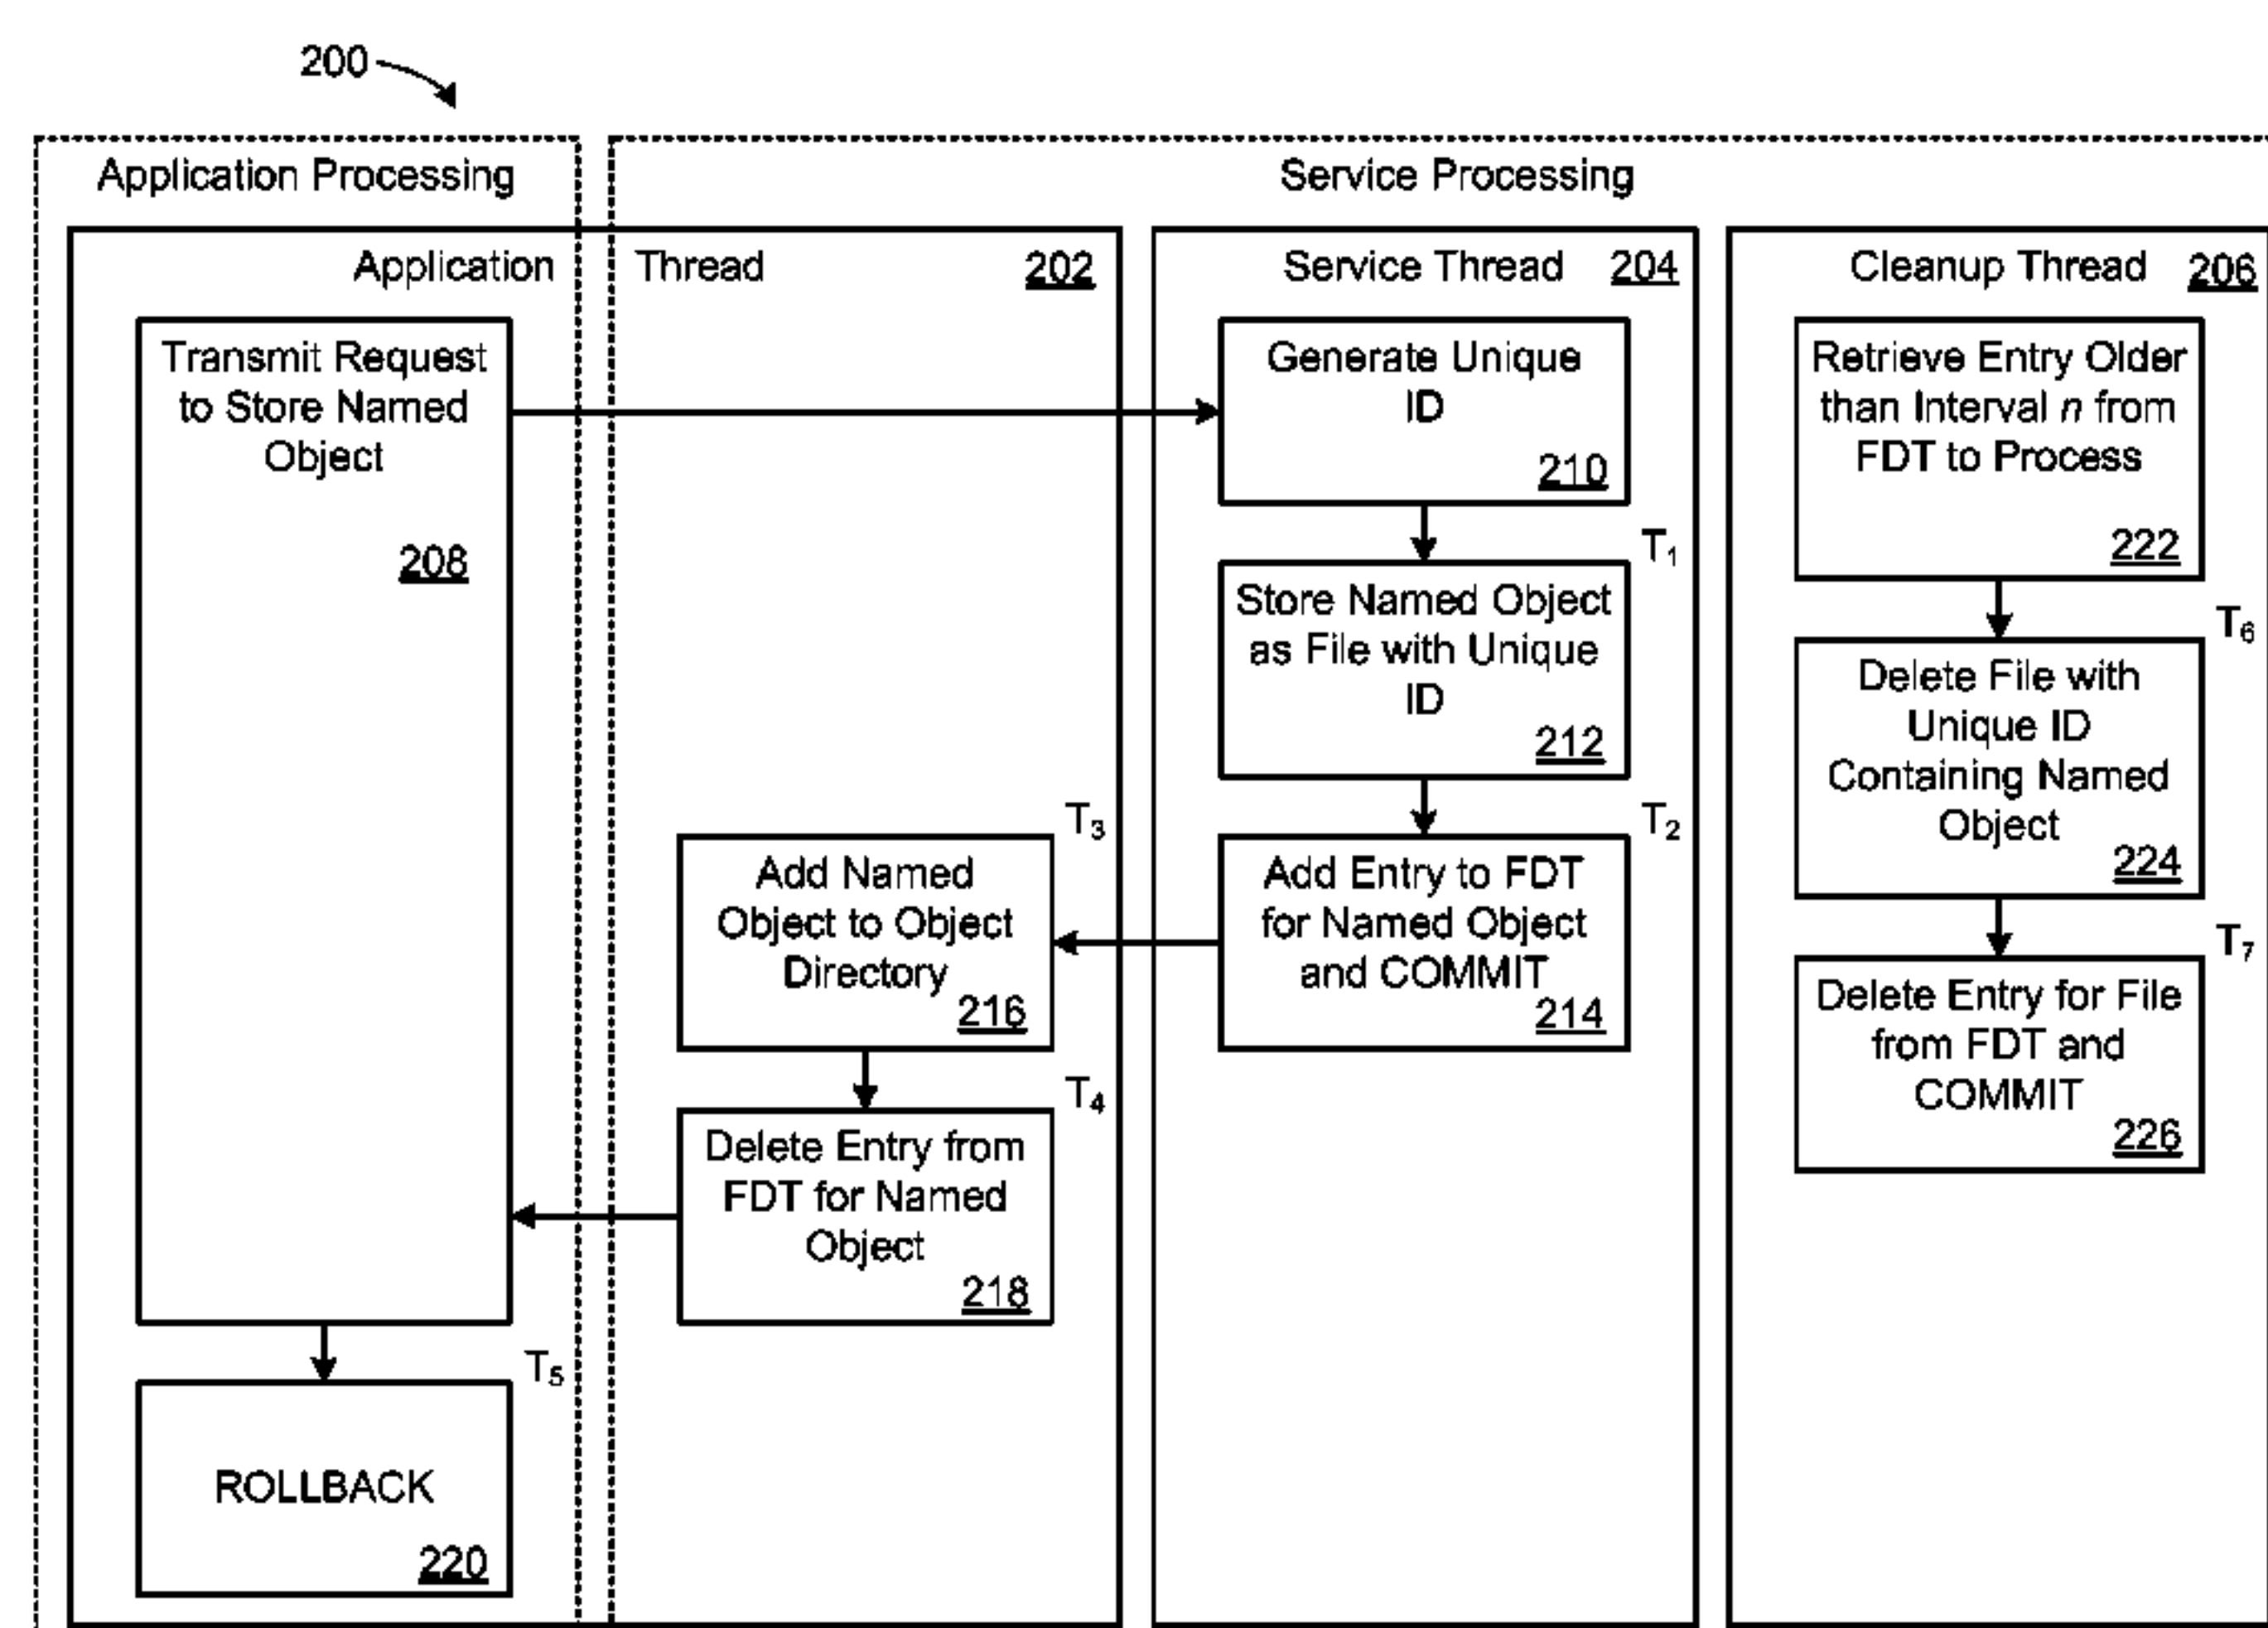 200
Application Processing
Service Processing
Application Thread 202
Service Thread 204
Cleanup Thread 206
Transmit Request
to Store Named
Object
208
Generate Unique
ID
210
T1
Store Named Object
as File with Unique
ID
212
T2
Add Entry to FDT
for Named Object
and COMMIT
214
T3
Add Named
Object to Object
Directory
216
T4
Delete Entry from
FDT for Named
Object
218
T5
ROLLBACK
220
Retrieve Entry Older
than Interval n from
FDT to Process
222
T6
Delete File with
Unique ID
Containing Named
Object
224
T7
Delete Entry for File
from FDT and
COMMIT
226